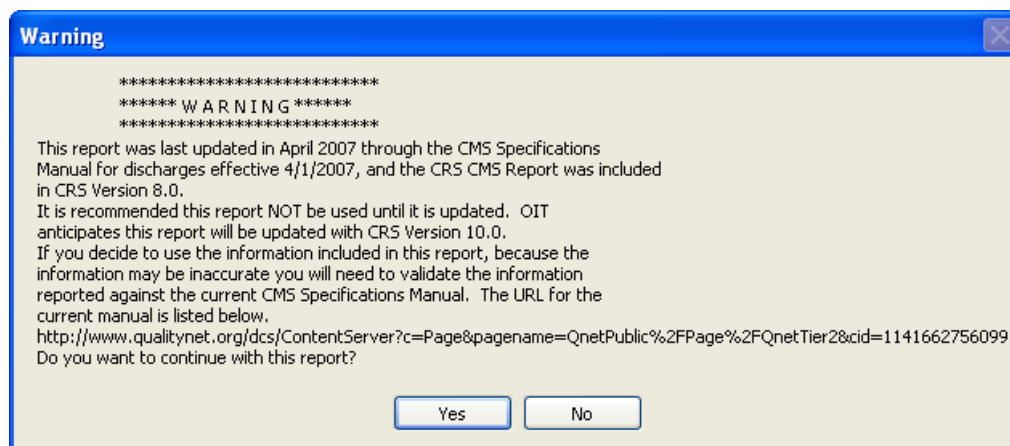 Warning
***************************
****** W A R N I N G ******
***************************
This report was last updated in April 2007 through the CMS Specifications
Manual for discharges effective 4/1/2007, and the CRS CMS Report was included
in CRS Version 8.0.
It is recommended this report NOT be used until it is updated.  OIT
anticipates this report will be updated with CRS Version 10.0.
If you decide to use the information included in this report, because the
information may be inaccurate you will need to validate the information
reported against the current CMS Specifications Manual.  The URL for the
current manual is listed below.
http://www.qualitynet.org/dcs/ContentServer?c=Page&pagename=QnetPublic%2FPage%2FQnetTier2&cid=1141662756099
Do you want to continue with this report?
Yes No